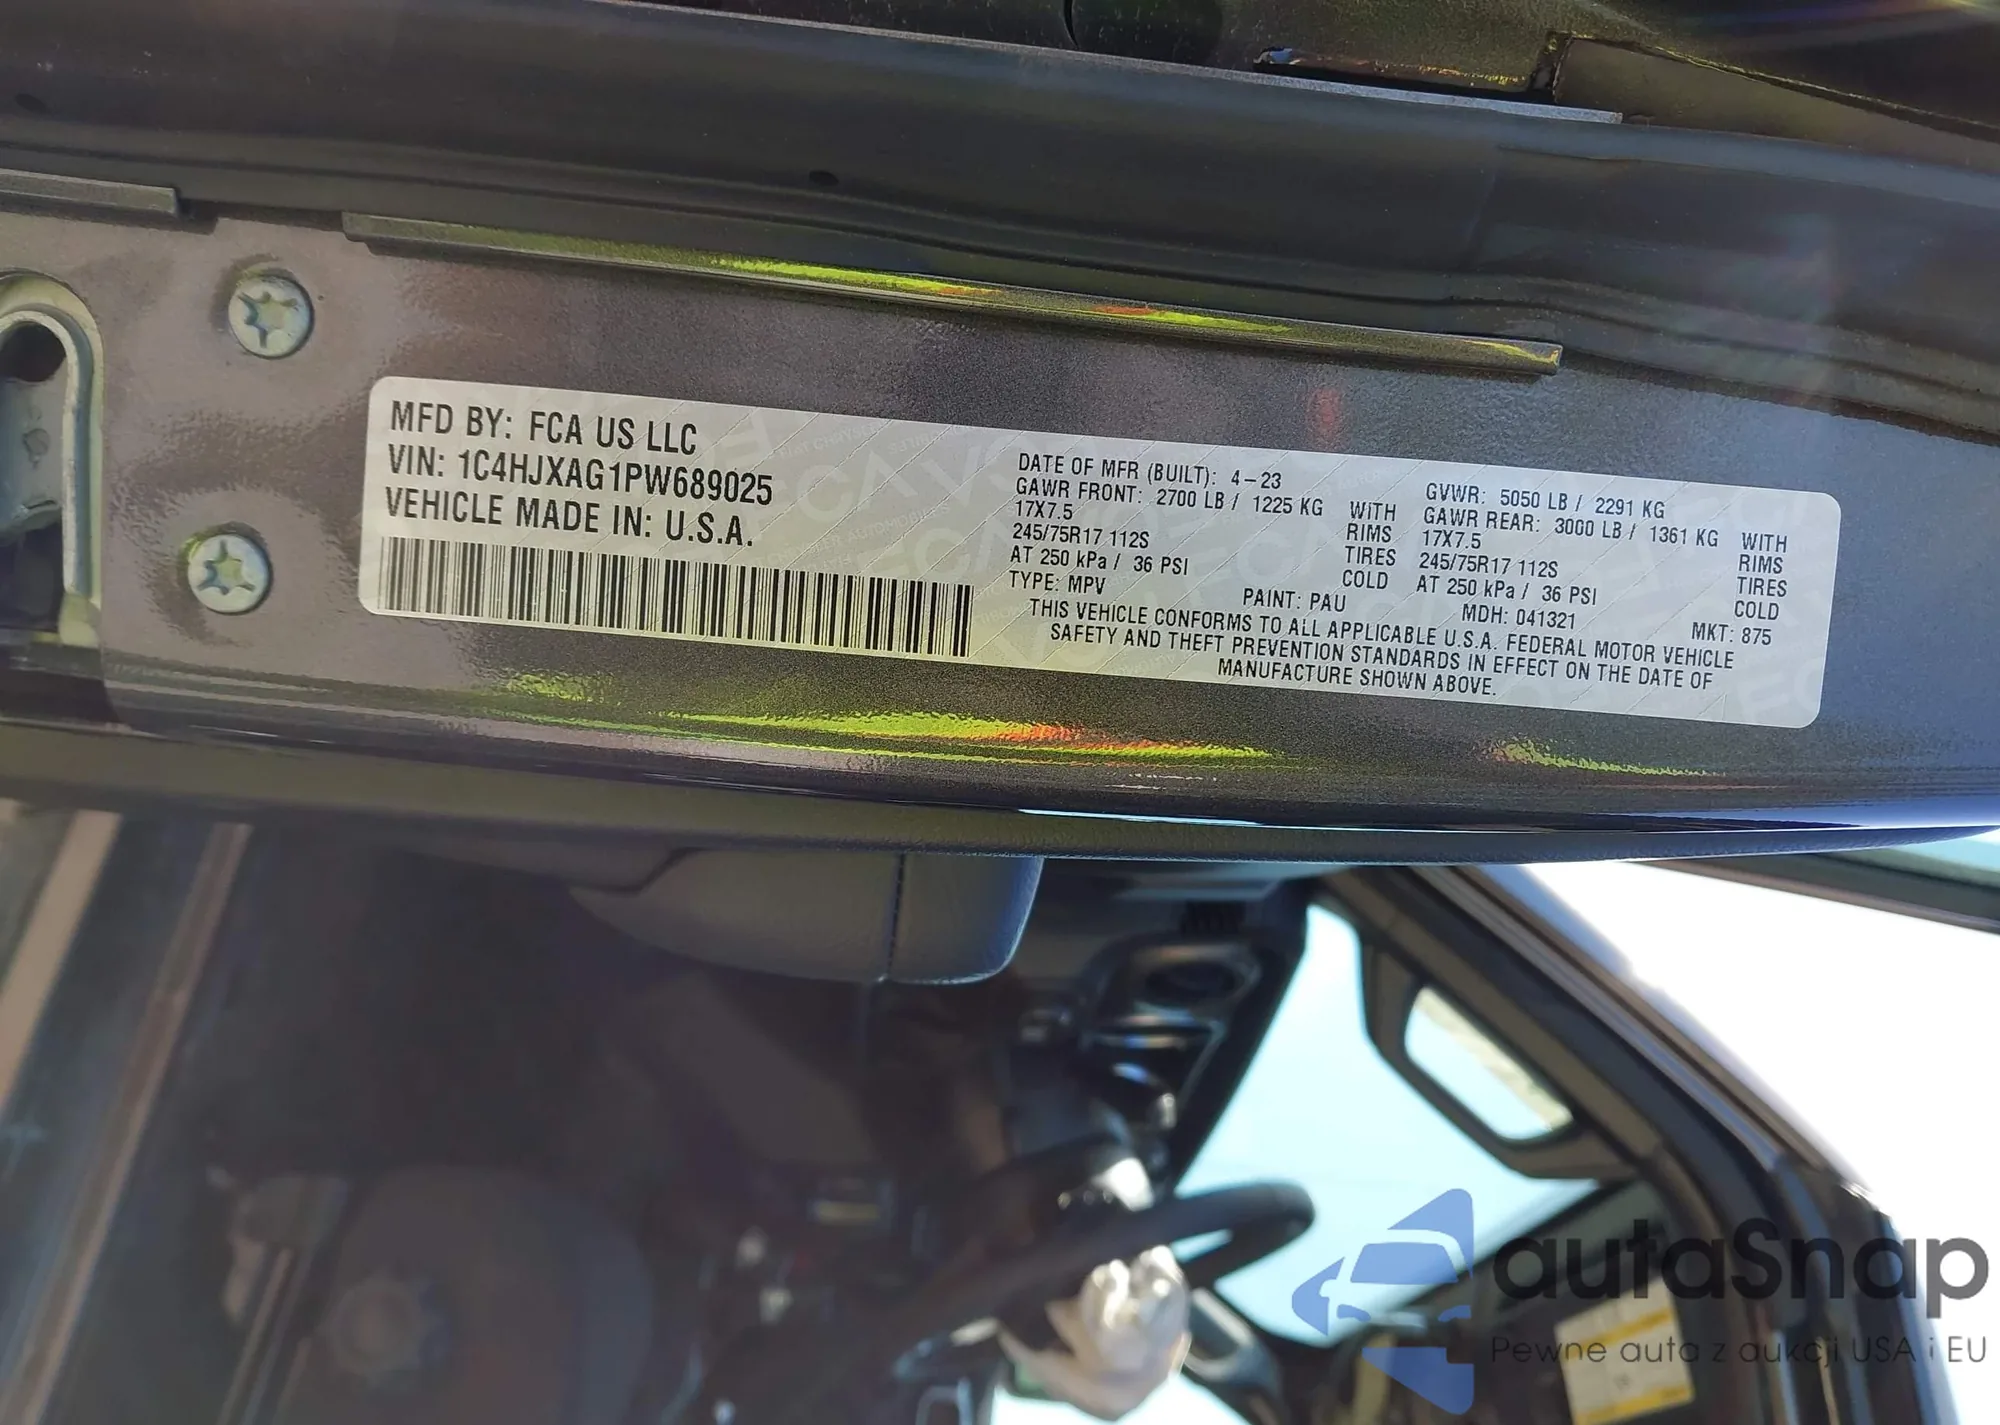 MFD BY: FCA US LLC
VIN: 1C4HJXAG1PW689025
VEHICLE MADE IN: U.S.A.
DATE OF MFR (BUILT): 4-23 GVWR: 5050 LB / 2291 KG
GAWR FRONT: 2700 LB / 1225 KG WITH GAWR REAR: 3000 LB / 1361 KG WITH
17X7.5 RIMS 17X7.5 RIMS
245/75R17 112S TIRES 245/75R17 112S TIRES
AT 250 kPa / 36 PSI COLD AT 250 kPa / 36 PSI COLD
TYPE: MPV PAINT: PAU MDH: 041321 MKT: 875
THIS VEHICLE CONFORMS TO ALL APPLICABLE U.S.A. FEDERAL MOTOR VEHICLE
SAFETY AND THEFT PREVENTION STANDARDS IN EFFECT ON THE DATE OF
MANUFACTURE SHOWN ABOVE.
autaSnap
Pewne auta z aukcji USA i EU